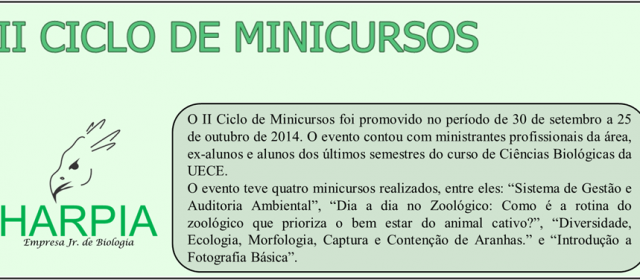 II CICLO DE MINICURSOS
O II Ciclo de Minicursos foi promovido no período de 30 de setembro a 25
de outubro de 2014. O evento contou com ministrantes profissionais da área,
ex-alunos e alunos dos últimos semestres do curso de Ciências Biológicas da
UECE.
O evento teve quatro minicursos realizados, entre eles: “Sistema de Gestão e
Auditoria Ambiental”, “Dia a dia no Zoológico: Como é a rotina do
zoológico que prioriza o bem estar do animal cativo?”, “Diversidade,
Ecologia, Morfologia, Captura e Contenção de Aranhas.” e “Introdução a
Fotografia Básica”.
HARPIA
Empresa Jr. de Biologia